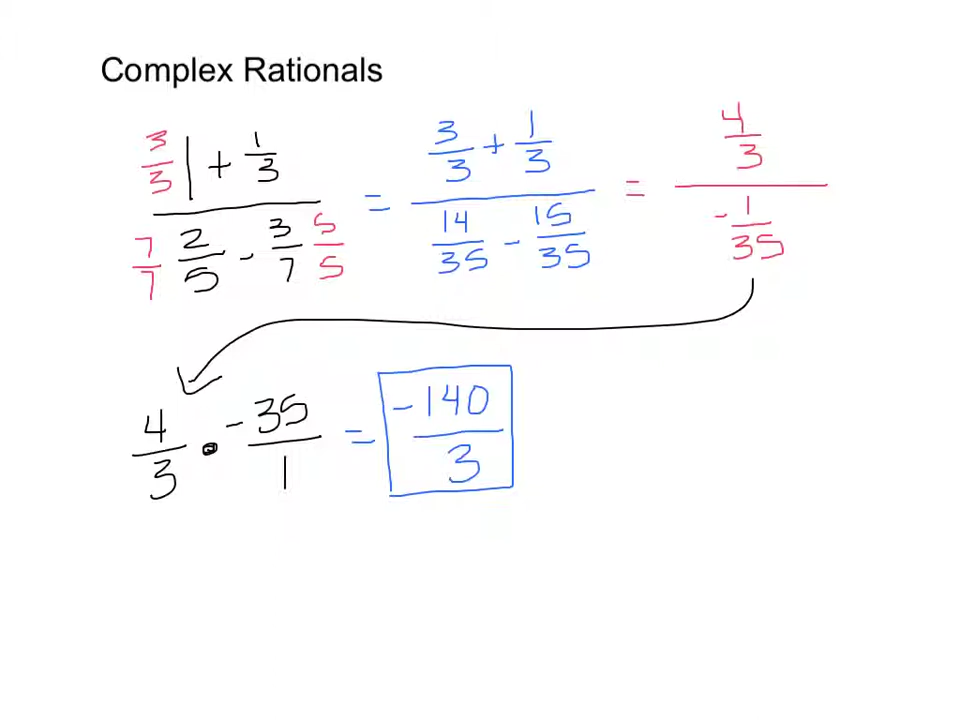 Complex Rationals
3/3 1 + 1/3 / 7/7 2/5 - 3/7 5/5 = 3/3 + 1/3 / 14/35 - 15/35 = 4/3 / - 1/35
4/3 · -35/1 = -140/3